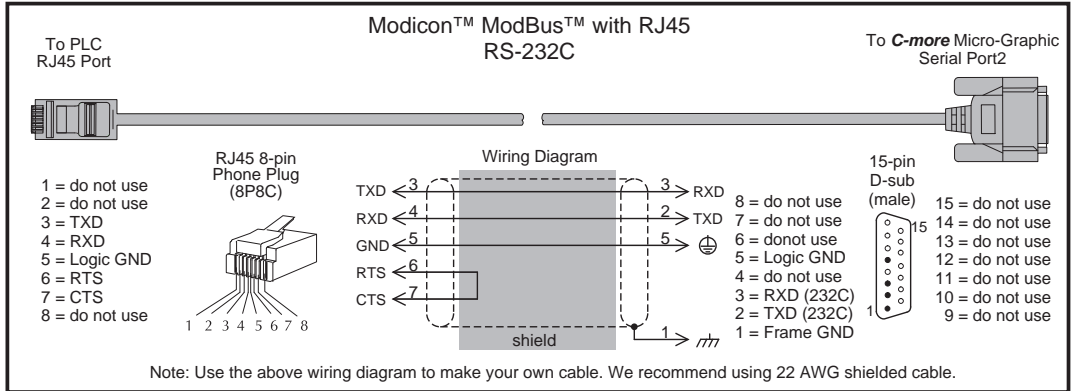 Modicon™ ModBus™ with RJ45
RS-232C
To PLC
RJ45 Port
To C-more Micro-Graphic
Serial Port2
1 = do not use
2 = do not use
3 = TXD
4 = RXD
5 = Logic GND
6 = RTS
7 = CTS
8 = do not use
RJ45 8-pin
Phone Plug
(8P8C)
1 2 3 4 5 6 7 8
Wiring Diagram
TXD 3 3 RXD
RXD 4 2 TXD
GND 5 5
RTS 6
CTS 7
1
shield
8 = do not use
7 = do not use
6 = donot use
5 = Logic GND
4 = do not use
3 = RXD (232C)
2 = TXD (232C)
1 = Frame GND
15-pin
D-sub
(male)
15
1
15 = do not use
14 = do not use
13 = do not use
12 = do not use
11 = do not use
10 = do not use
9 = do not use
Note: Use the above wiring diagram to make your own cable. We recommend using 22 AWG shielded cable.